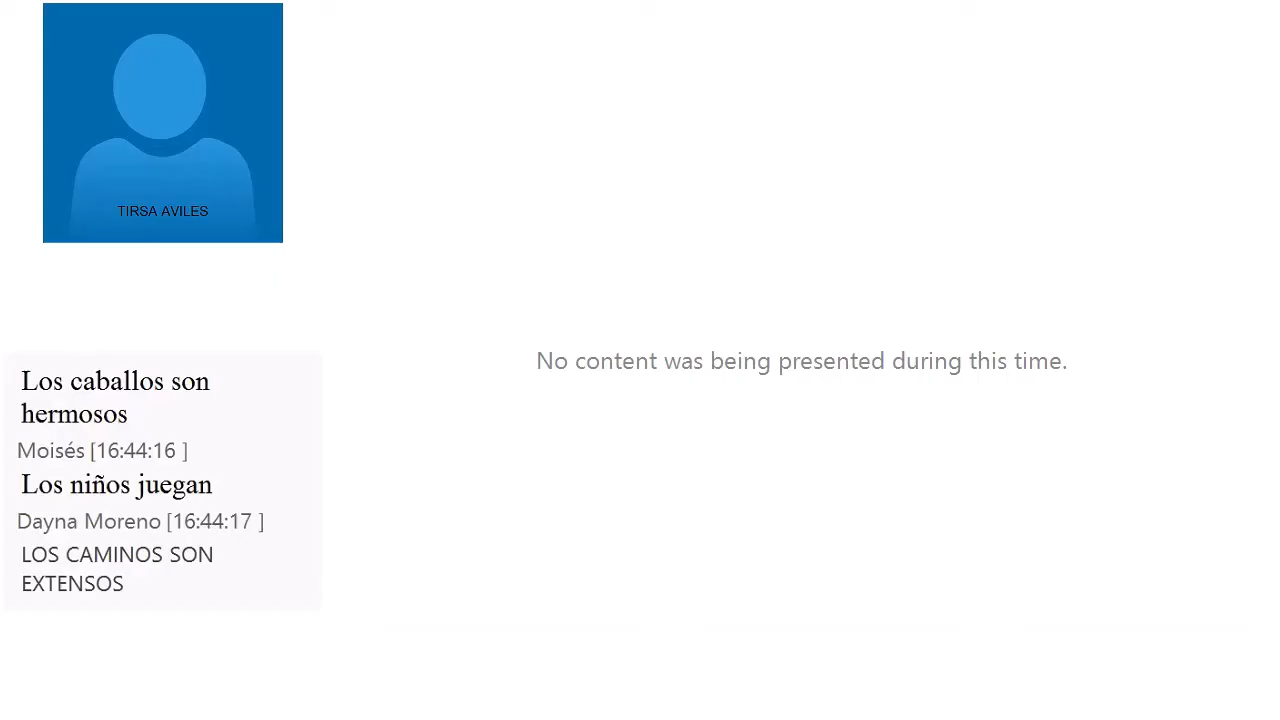 TIRSA AVILES
Los caballos son
hermosos
Moisés [16:44:16 ]
Los niños juegan
Dayna Moreno [16:44:17 ]
LOS CAMINOS SON
EXTENSOS
No content was being presented during this time.